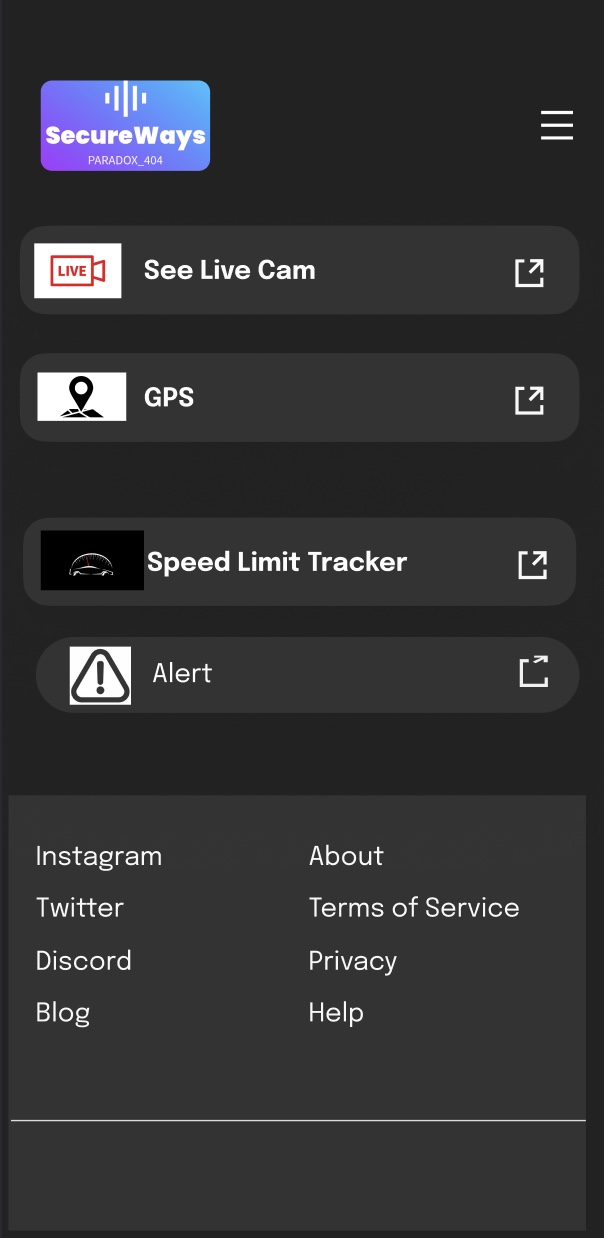 SecureWays
PARADOX_404
LIVE
See Live Cam
GPS
Speed Limit Tracker
Alert
Instagram
About
Twitter
Terms of Service
Discord
Privacy
Blog
Help